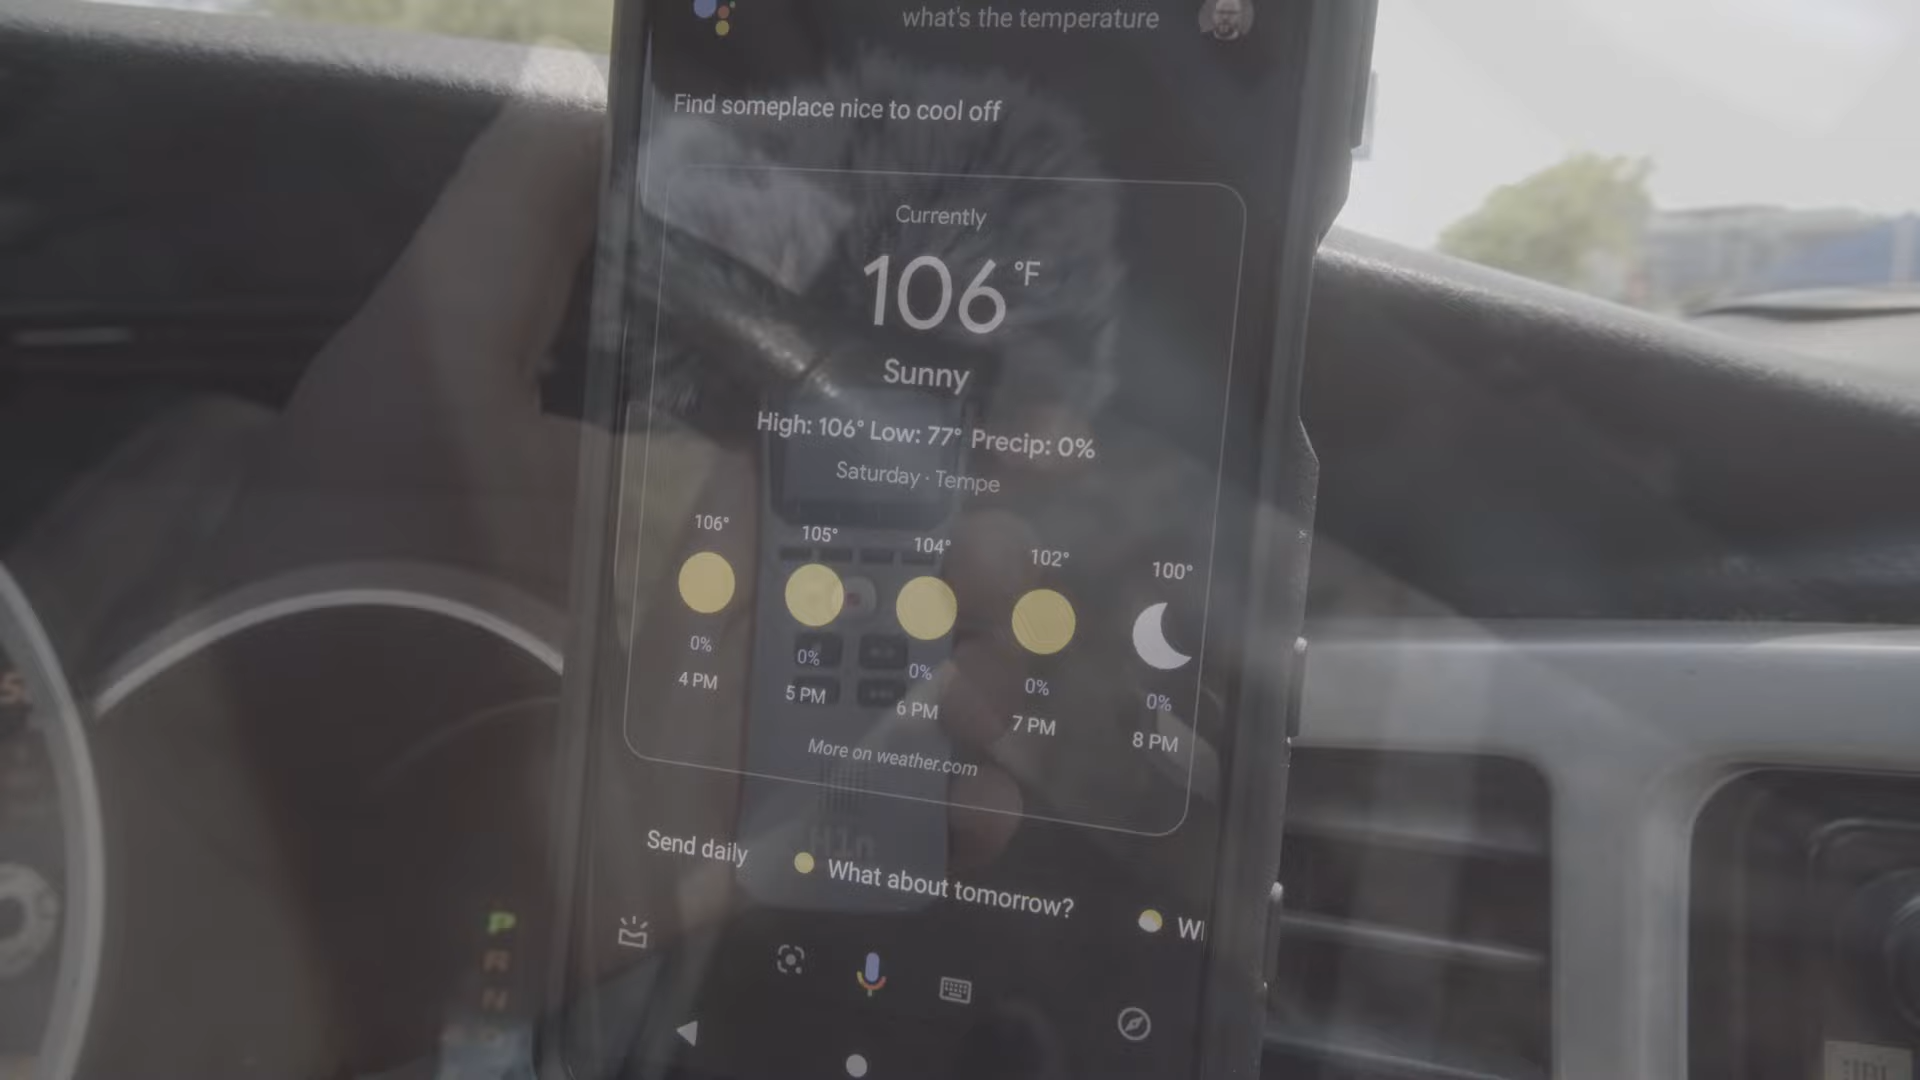 what's the temperature
Find someplace nice to cool off
Currently
106 °F
Sunny
High: 106° Low: 77° Precip: 0%
Saturday · Tempe
106° 105° 104° 102° 100°
0% 0% 0% 0% 0%
4 PM 5 PM 6 PM 7 PM 8 PM
More on weather.com
Send daily What about tomorrow?
P
R
N
H1n
JBL